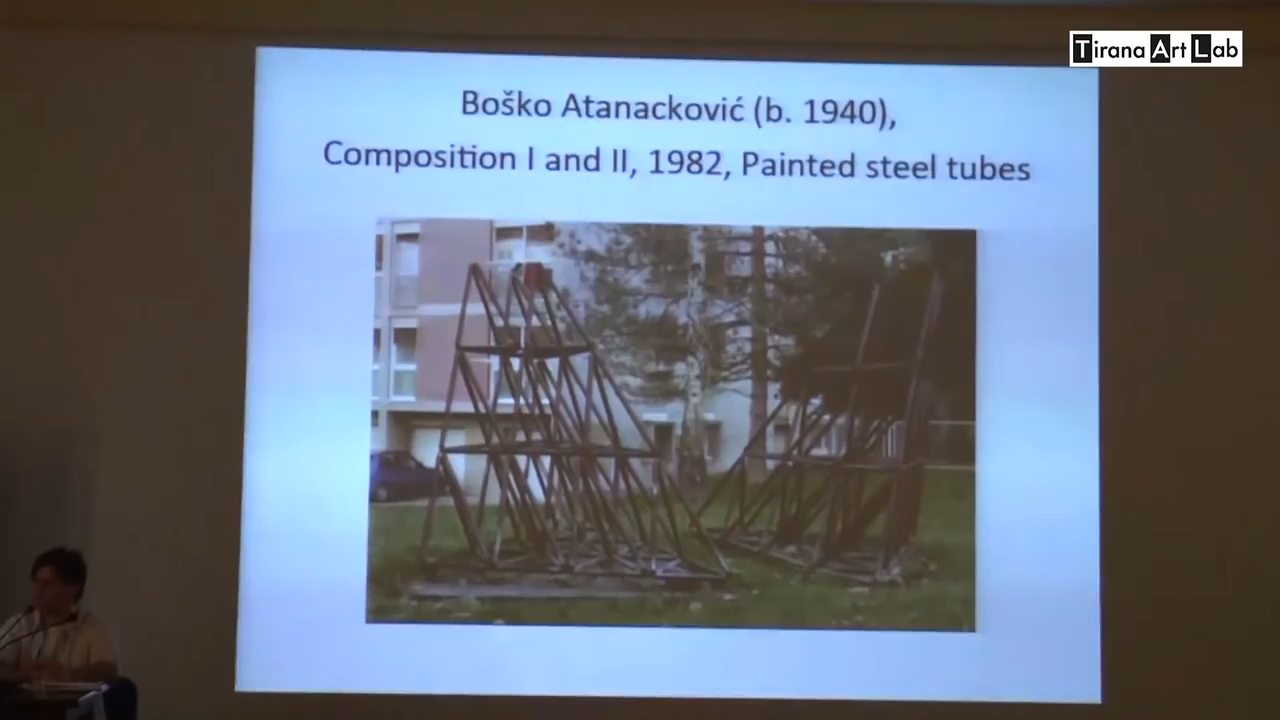 Tirana Art Lab
Boško Atanacković (b. 1940),
Composition I and II, 1982, Painted steel tubes